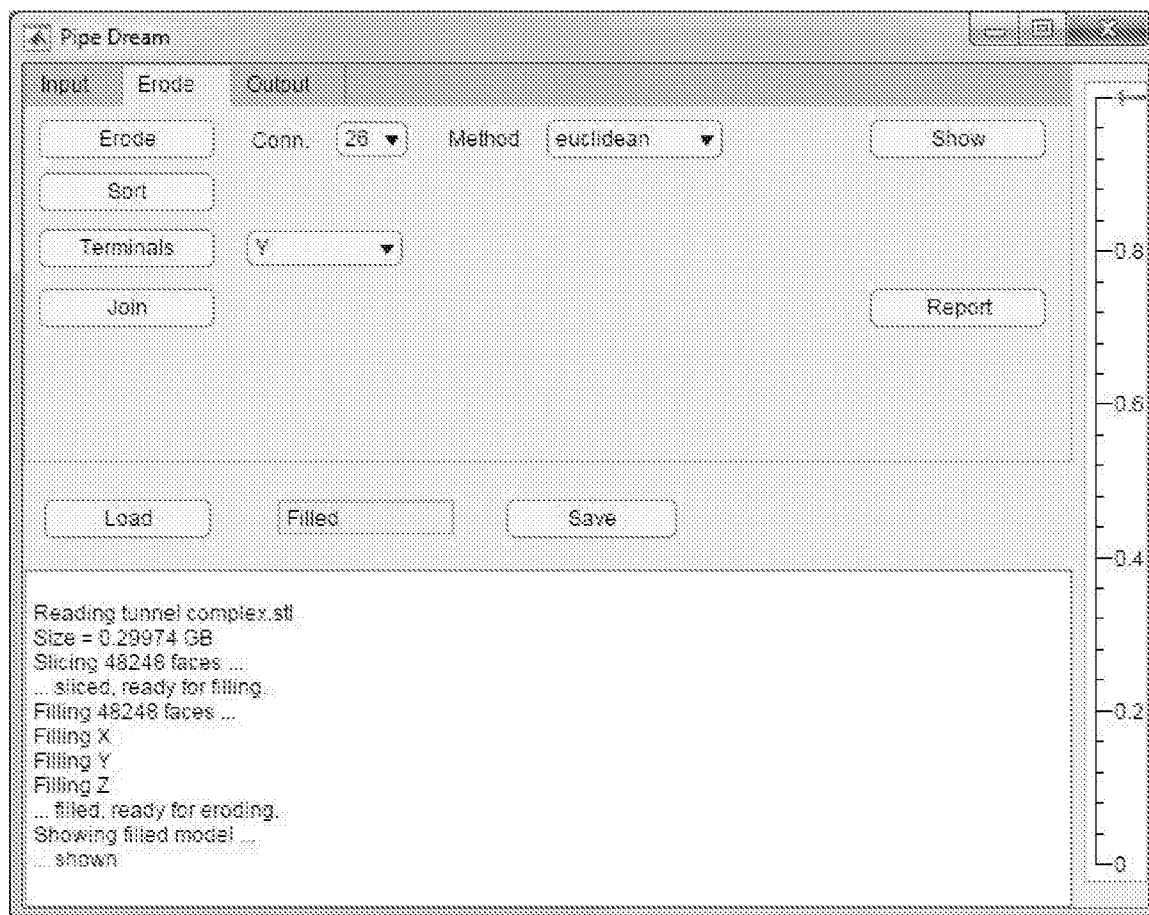 Pipe Dream
Input Erode Output
Erode Conn. 26 Method euclidean Show
Sort
Terminals Y
Join Report
Load Filled Save
Reading tunnel complex.stl
Size = 0.29974 GB
Slicing 48248 faces ...
... sliced, ready for filling.
Filling 48248 faces ...
Filling X
Filling Y
Filling Z
... filled, ready for eroding.
Showing filled model ...
... shown
1
0.8
0.6
0.4
0.2
0